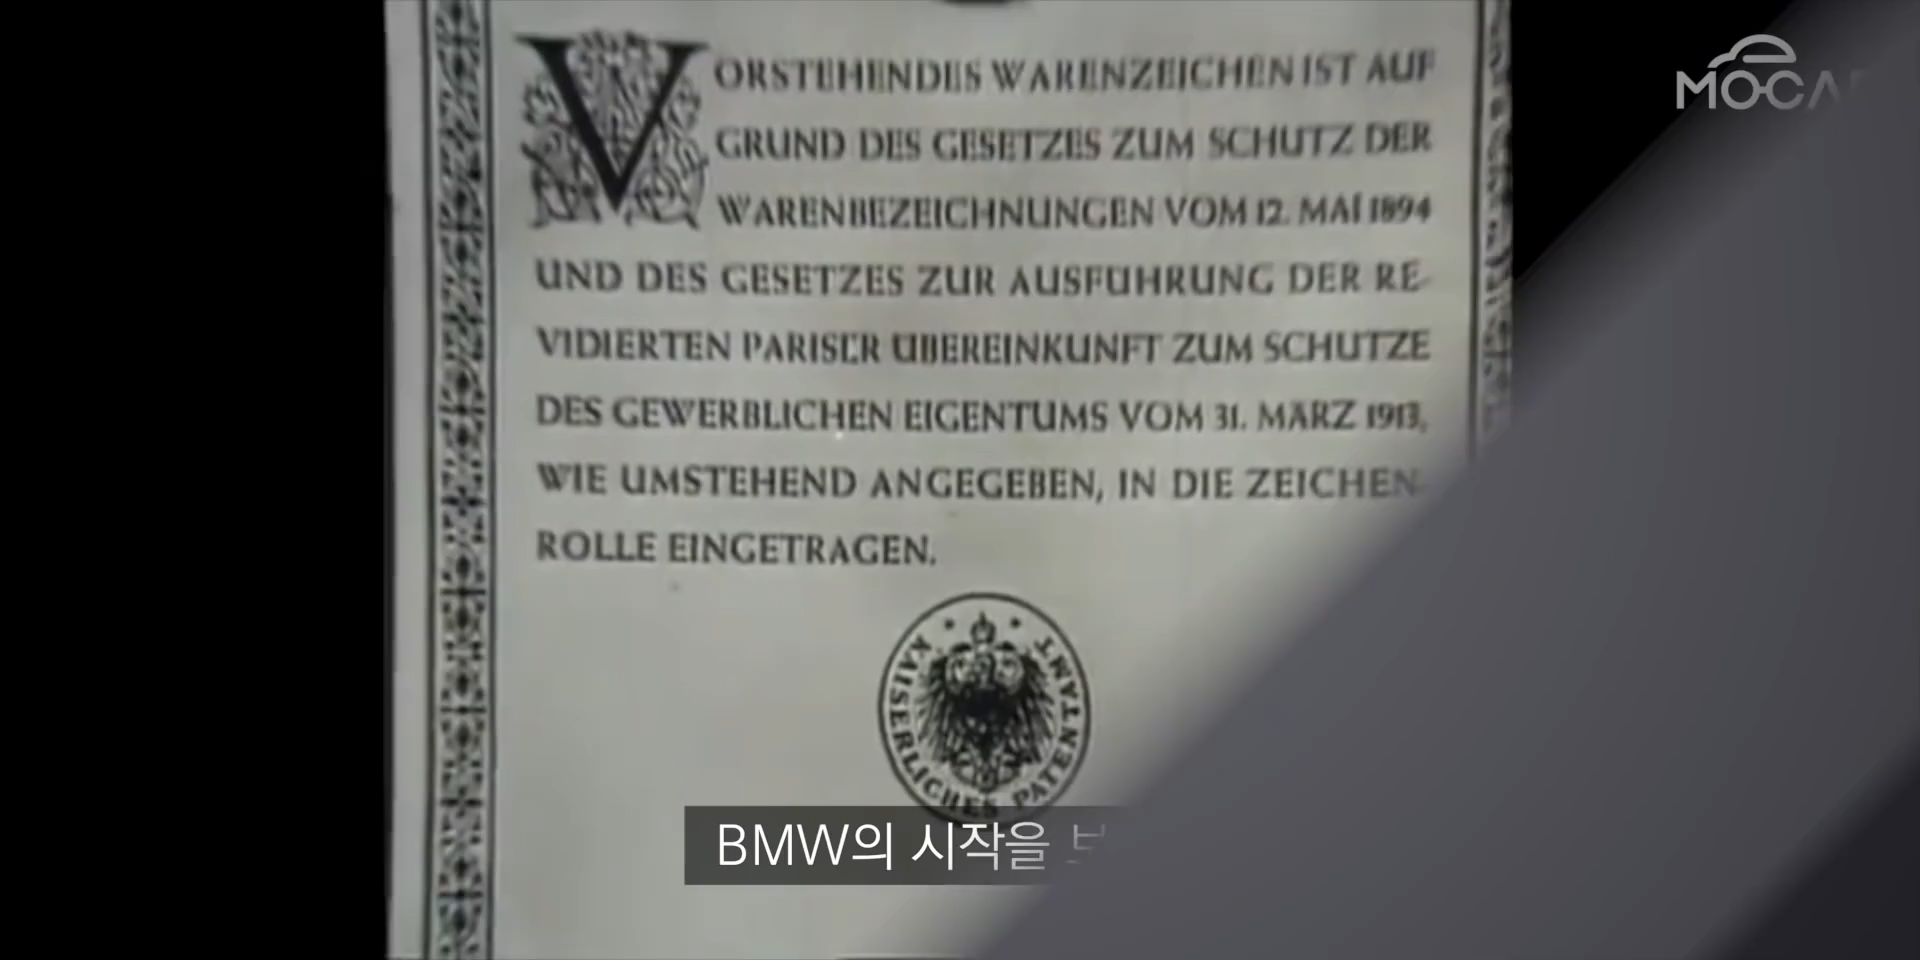 VORSTEHENDES WARENZEICHEN IST AUF
GRUND DES GESETZES ZUM SCHUTZ DER
WARENBEZEICHNUNGEN VOM 12. MAI 1894
UND DES GESETZES ZUR AUSFÜHRUNG DER RE-
VIDIERTEN PARISER ÜBEREINKUNFT ZUM SCHUTZE
DES GEWERBLICHEN EIGENTUMS VOM 31. MÄRZ 1913,
WIE UMSTEHEND ANGEGEBEN, IN DIE ZEICHEN-
ROLLE EINGETRAGEN.
KAISERLICHES PATENTAMT
BMW의 시작을